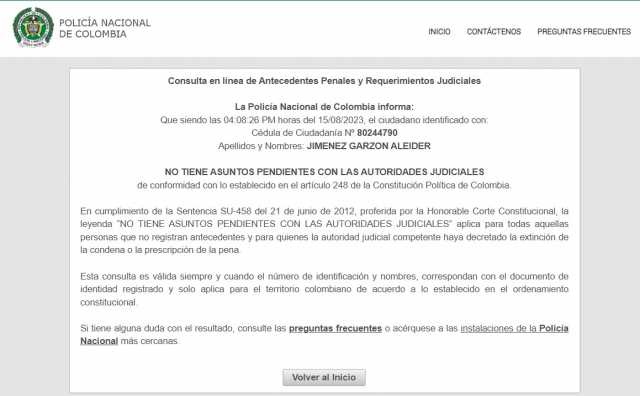 POLICÍA NACIONAL
DE COLOMBIA
INICIO CONTÁCTENOS PREGUNTAS FRECUENTES
Consulta en línea de Antecedentes Penales y Requerimientos Judiciales
La Policía Nacional de Colombia informa:
Que siendo las 04:08:26 PM horas del 15/08/2023, el ciudadano identificado con:
Cédula de Ciudadanía Nº 80244790
Apellidos y Nombres: JIMENEZ GARZON ALEIDER
NO TIENE ASUNTOS PENDIENTES CON LAS AUTORIDADES JUDICIALES
de conformidad con lo establecido en el artículo 248 de la Constitución Política de Colombia.
En cumplimiento de la Sentencia SU-458 del 21 de junio de 2012, proferida por la Honorable Corte Constitucional, la
leyenda "NO TIENE ASUNTOS PENDIENTES CON LAS AUTORIDADES JUDICIALES" aplica para todas aquellas
personas que no registran antecedentes y para quienes la autoridad judicial competente haya decretado la extinción de
la condena o la prescripción de la pena.
Esta consulta es válida siempre y cuando el número de identificación y nombres, correspondan con el documento de
identidad registrado y solo aplica para el territorio colombiano de acuerdo a lo establecido en el ordenamiento
constitucional.
Si tiene alguna duda con el resultado, consulte las preguntas frecuentes o acérquese a las instalaciones de la Policía
Nacional más cercanas.
Volver al Inicio